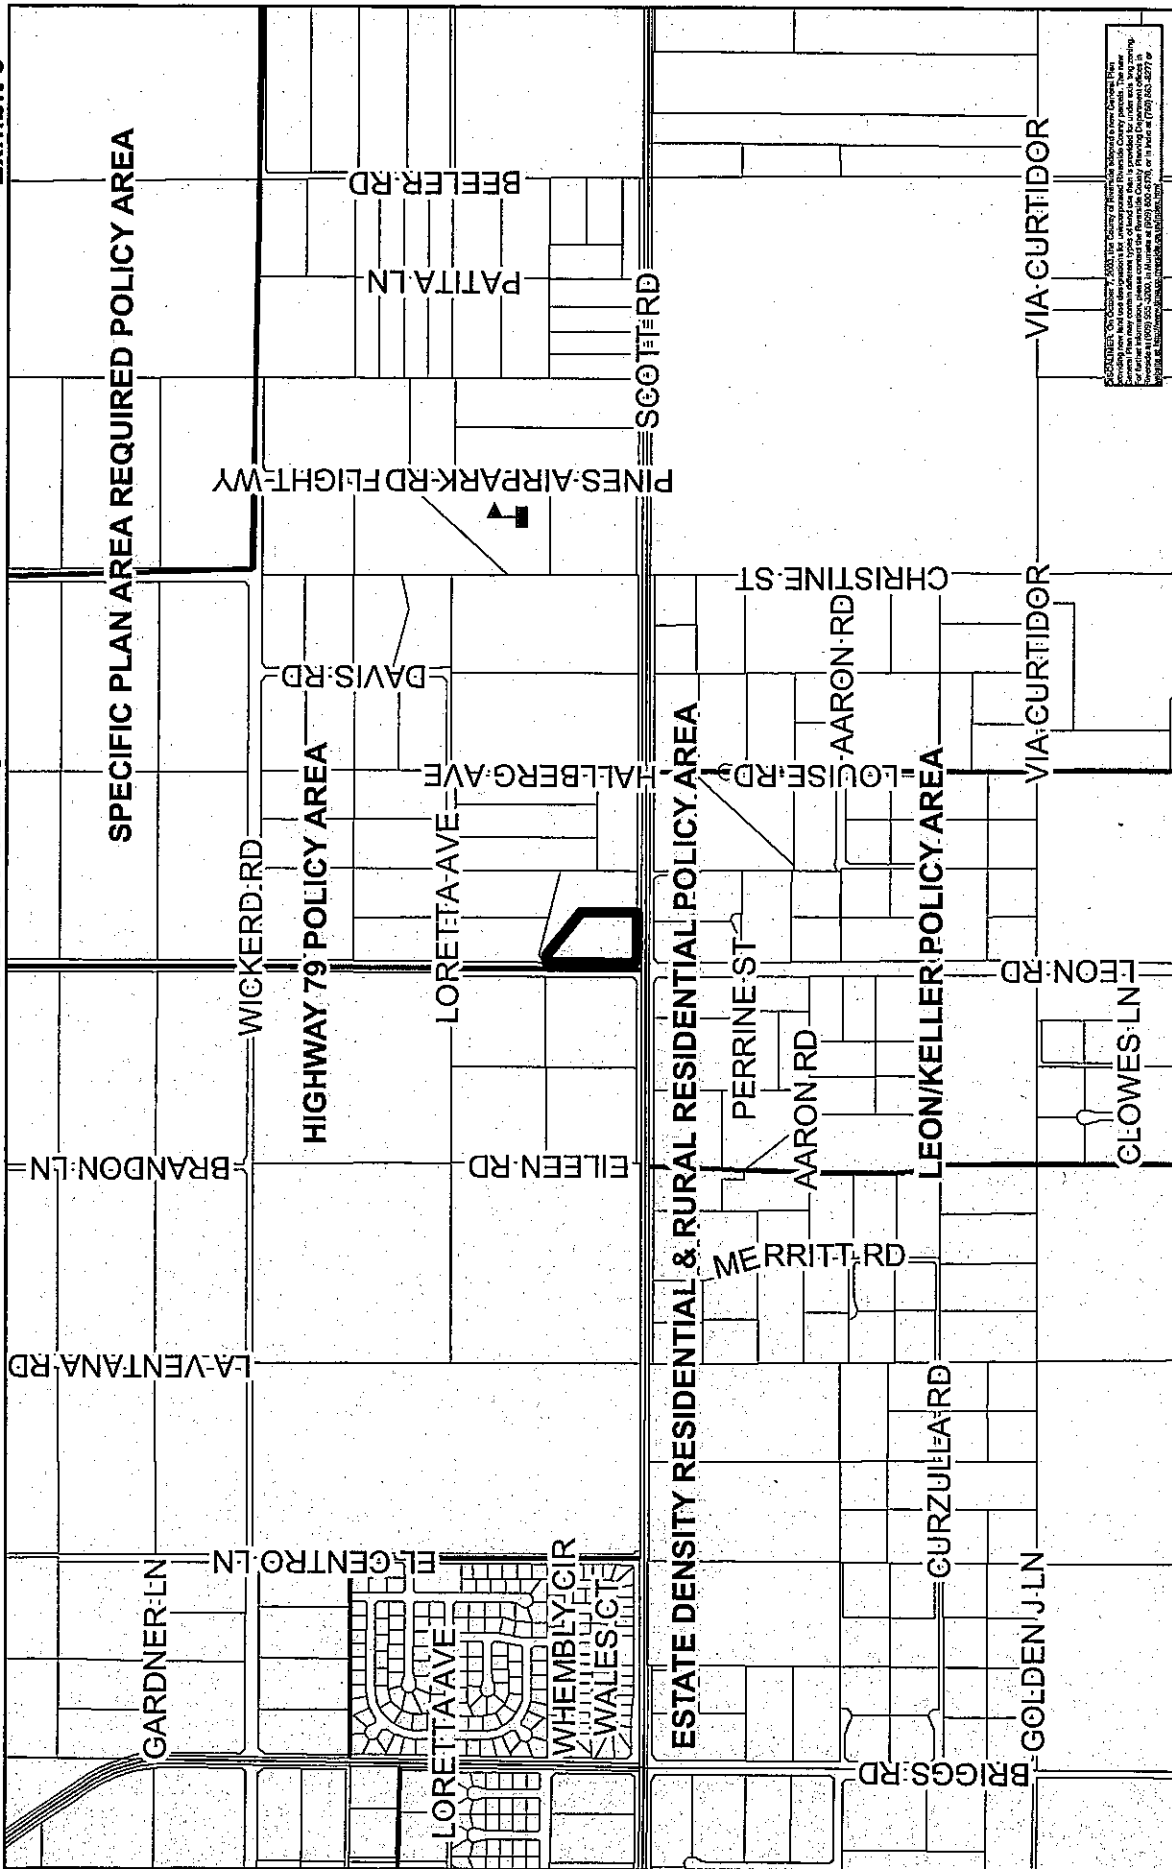 SPECIFIC PLAN AREA REQUIRED POLICY AREA
BEELER RD
PATITA LN
SCOTT RD
PINES AIRPARK RD FLIGHT WY
VIA CURTIDOR
CHRISTINE ST
AARON RD
VIA CURTIDOR
DAVIS RD
HALLBERG AVE
LOUISE RD
WICKERD RD
HIGHWAY 79 POLICY AREA
LORETTA AVE
ESTATE DENSITY RESIDENTIAL & RURAL RESIDENTIAL POLICY AREA
LEON/KELLER POLICY AREA
PERRINE ST
LEON RD
AARON RD
CLOWES LN
BRANDON LN
EILEEN RD
MERRITT RD
LA VENTANA RD
CURZULLA RD
EL CENTRO LN
GARDNER LN
LORETTA AVE
WHEMBLY CIR
WALES CT
GOLDEN J LN
BRIGGS RD